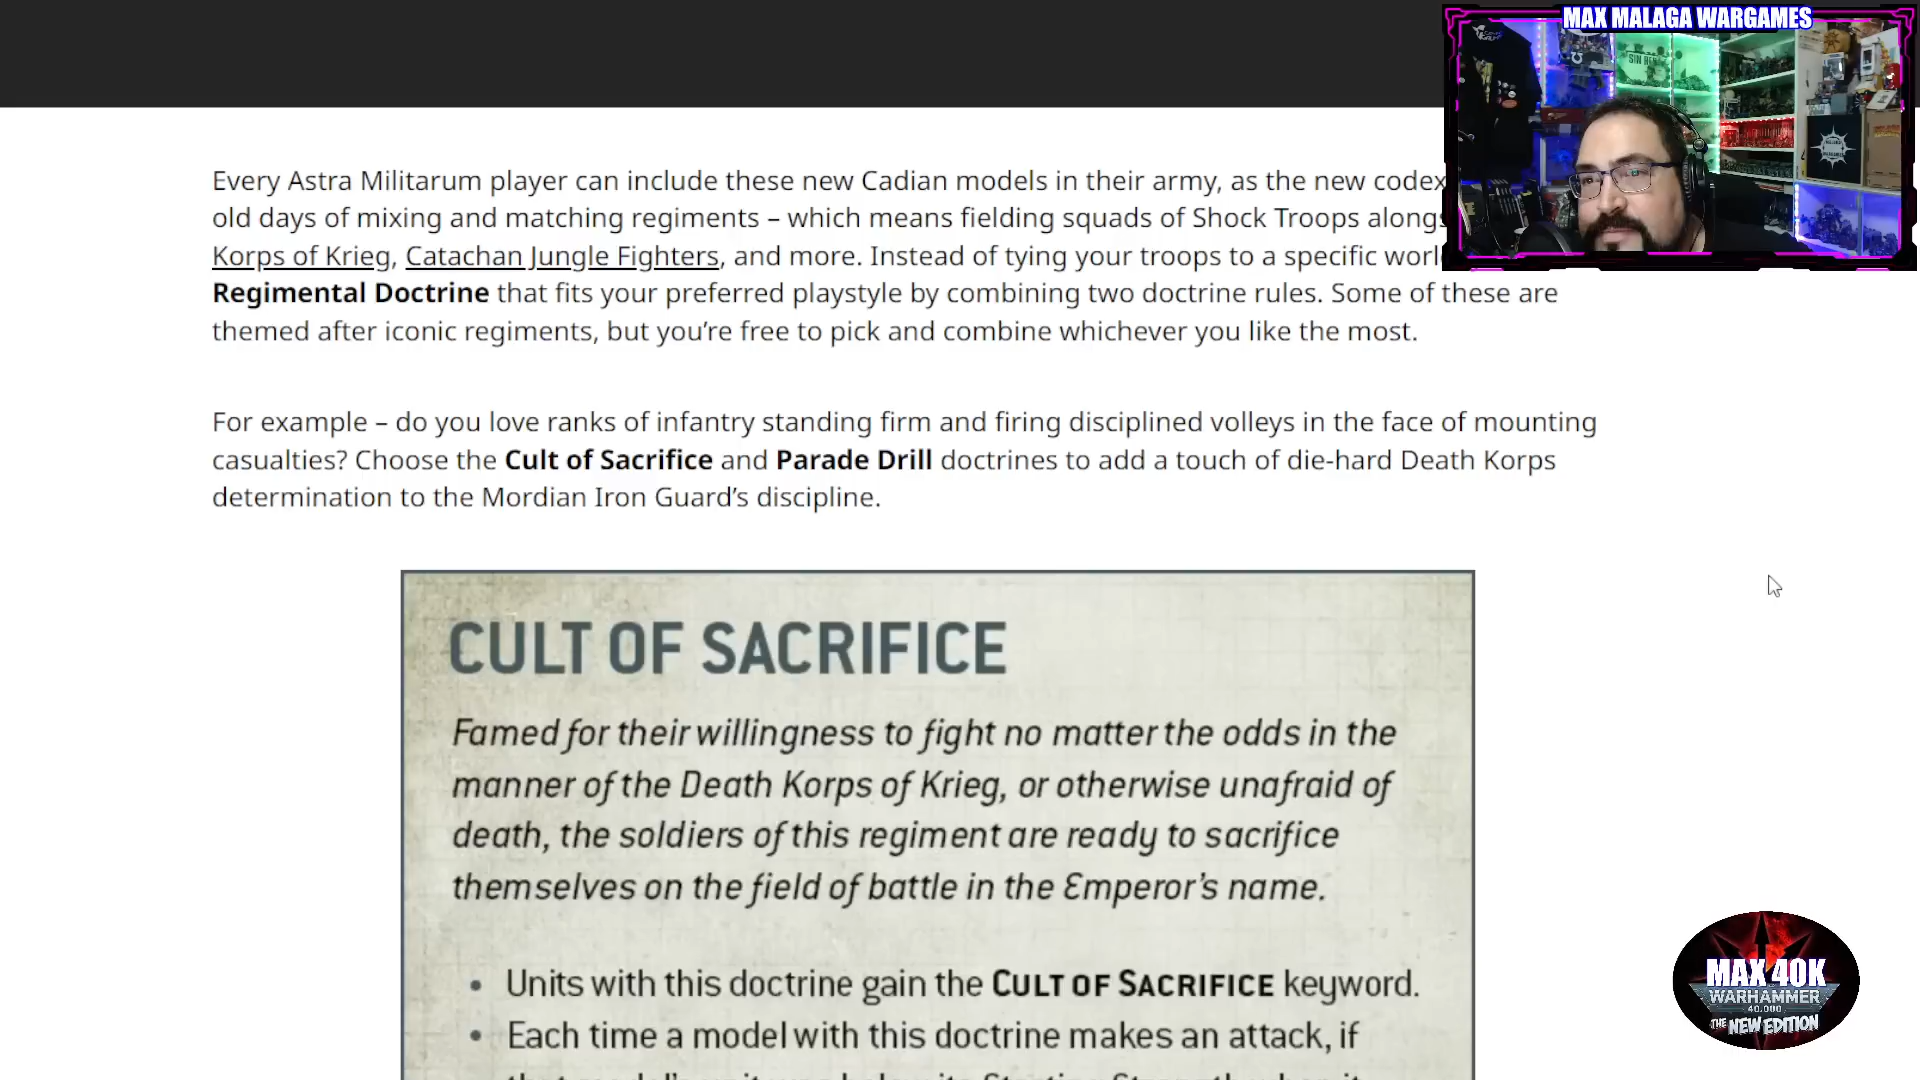 MAX MALAGA WARGAMES
Every Astra Militarum player can include these new Cadian models in their army, as the new codex
old days of mixing and matching regiments – which means fielding squads of Shock Troops
Korps of Krieg, Catachan Jungle Fighters, and more. Instead of tying your troops to a specific
Regimental Doctrine that fits your preferred playstyle by combining two doctrine rules. Some of these are
themed after iconic regiments, but you’re free to pick and combine whichever you like the most.
For example – do you love ranks of infantry standing firm and firing disciplined volleys in the face of mounting
casualties? Choose the Cult of Sacrifice and Parade Drill doctrines to add a touch of die-hard Death Korps
determination to the Mordian Iron Guard’s discipline.
CULT OF SACRIFICE
Famed for their willingness to fight no matter the odds in the
manner of the Death Korps of Krieg, or otherwise unafraid of
death, the soldiers of this regiment are ready to sacrifice
themselves on the field of battle in the Emperor’s name.
• Units with this doctrine gain the CULT OF SACRIFICE keyword.
• Each time a model with this doctrine makes an attack, if
MAX 40K
WARHAMMER
40,000
THE NEW EDITION